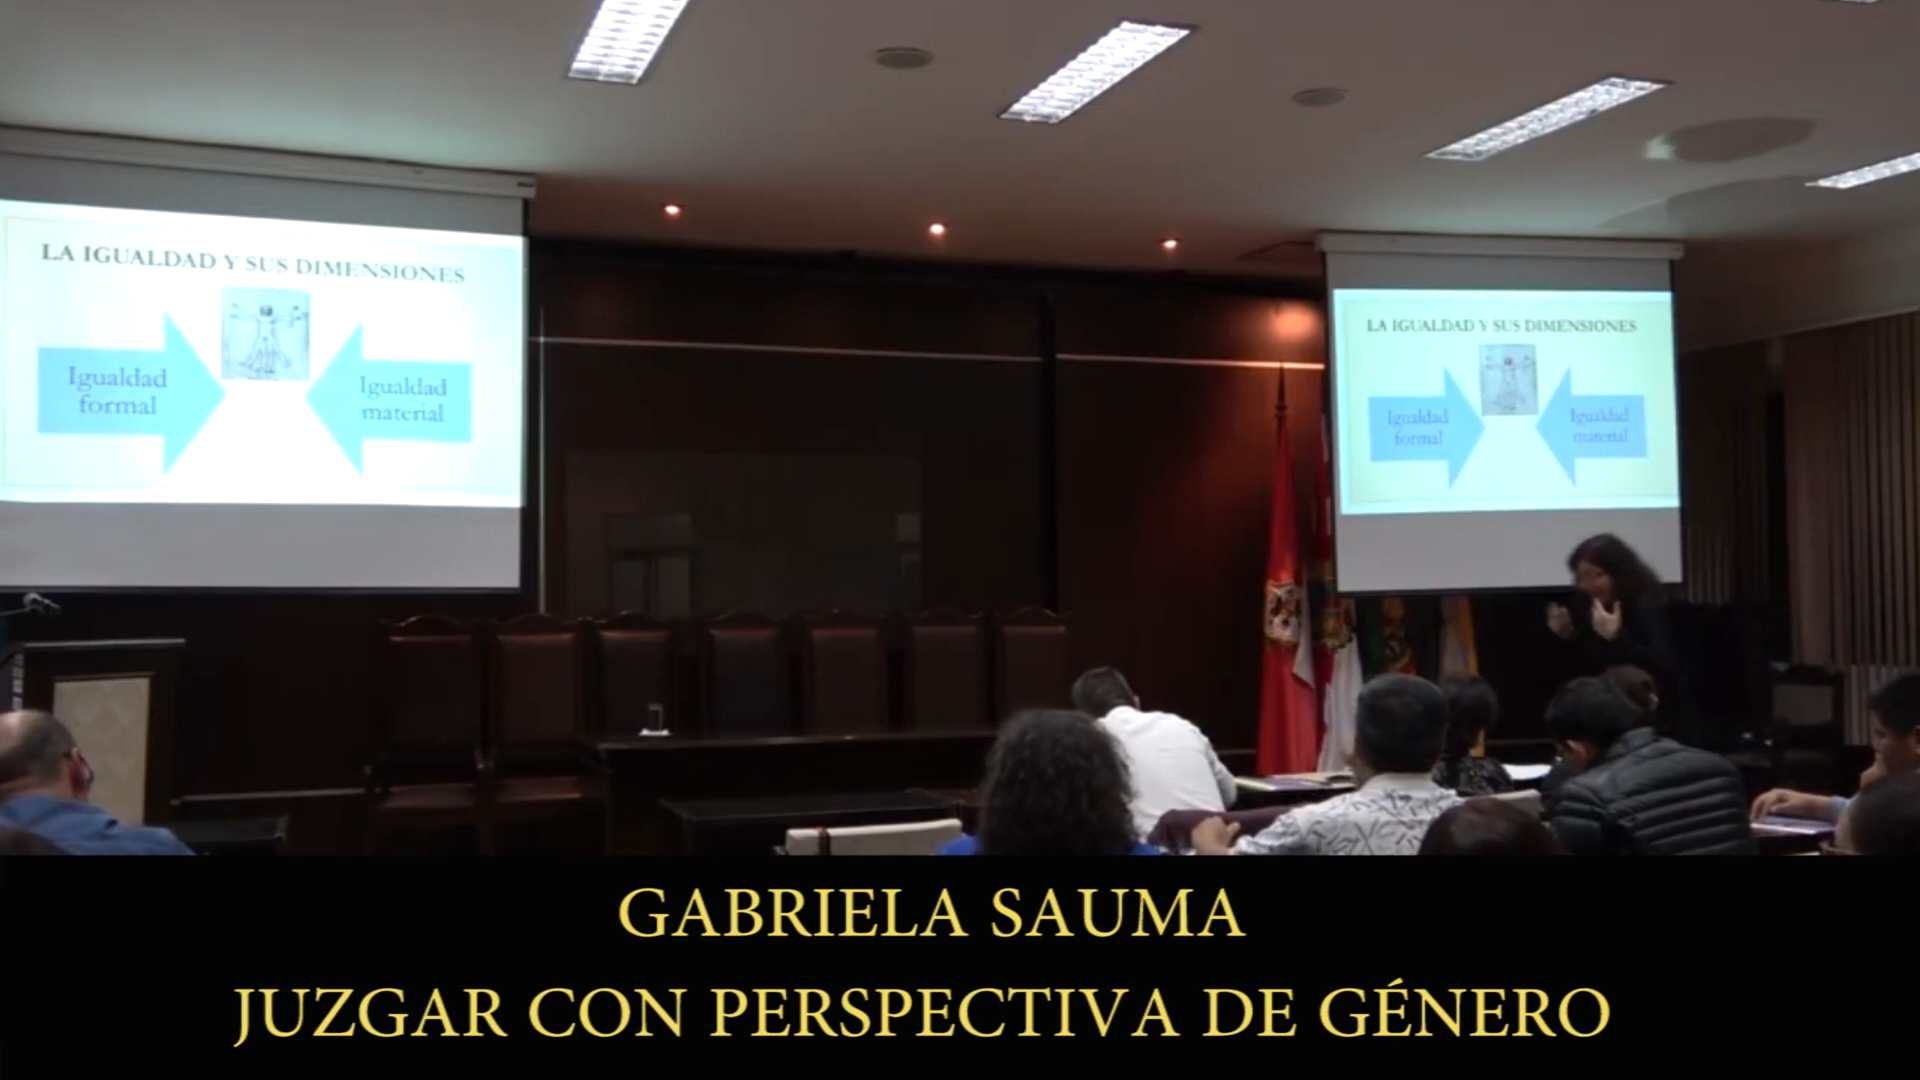 LA IGUALDAD Y SUS DIMENSIONES
Igualdad
formal
Igualdad
material
LA IGUALDAD Y SUS DIMENSIONES
Igualdad
formal
Igualdad
material
GABRIELA SAUMA
JUZGAR CON PERSPECTIVA DE GÉNERO